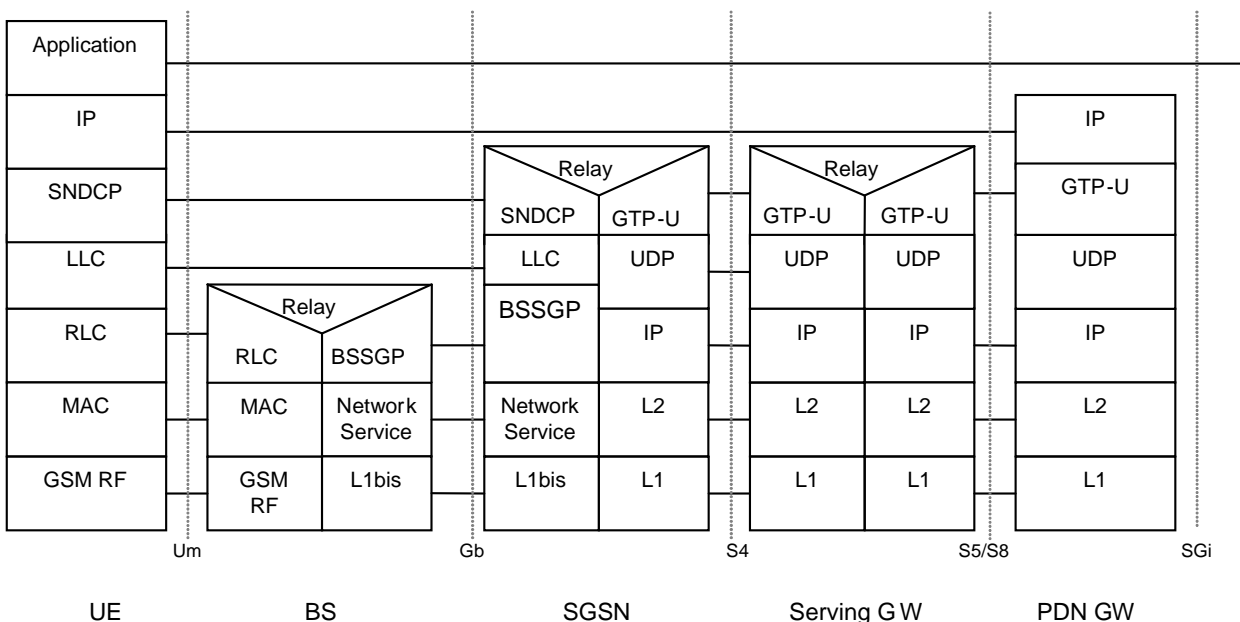 Application
IP
IP
Relay
Relay
SNDCP
GTP-U
SNDCP
GTP-U
GTP-U
GTP-U
LLC
LLC
UDP
UDP
UDP
UDP
Relay
BSSGP
RLC
IP
IP
IP
IP
RLC
BSSGP
MAC
MAC
Network
Service
Network
Service
L2
L2
L2
L2
GSM RF
GSM
RF
L1bis
L1bis
L1
L1
L1
L1
Um
Gb
S4
S5/S8
SGi
UE
BS
SGSN
Serving GW
PDN GW